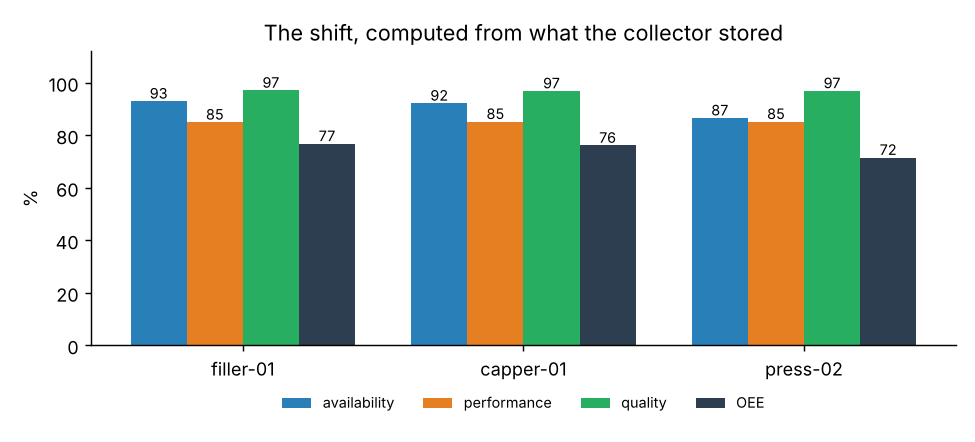 The shift, computed from what the collector stored
%
100
80
60
40
20
0
93
85
97
77
92
85
97
76
87
85
97
72
filler-01
capper-01
press-02
availability
performance
quality
OEE